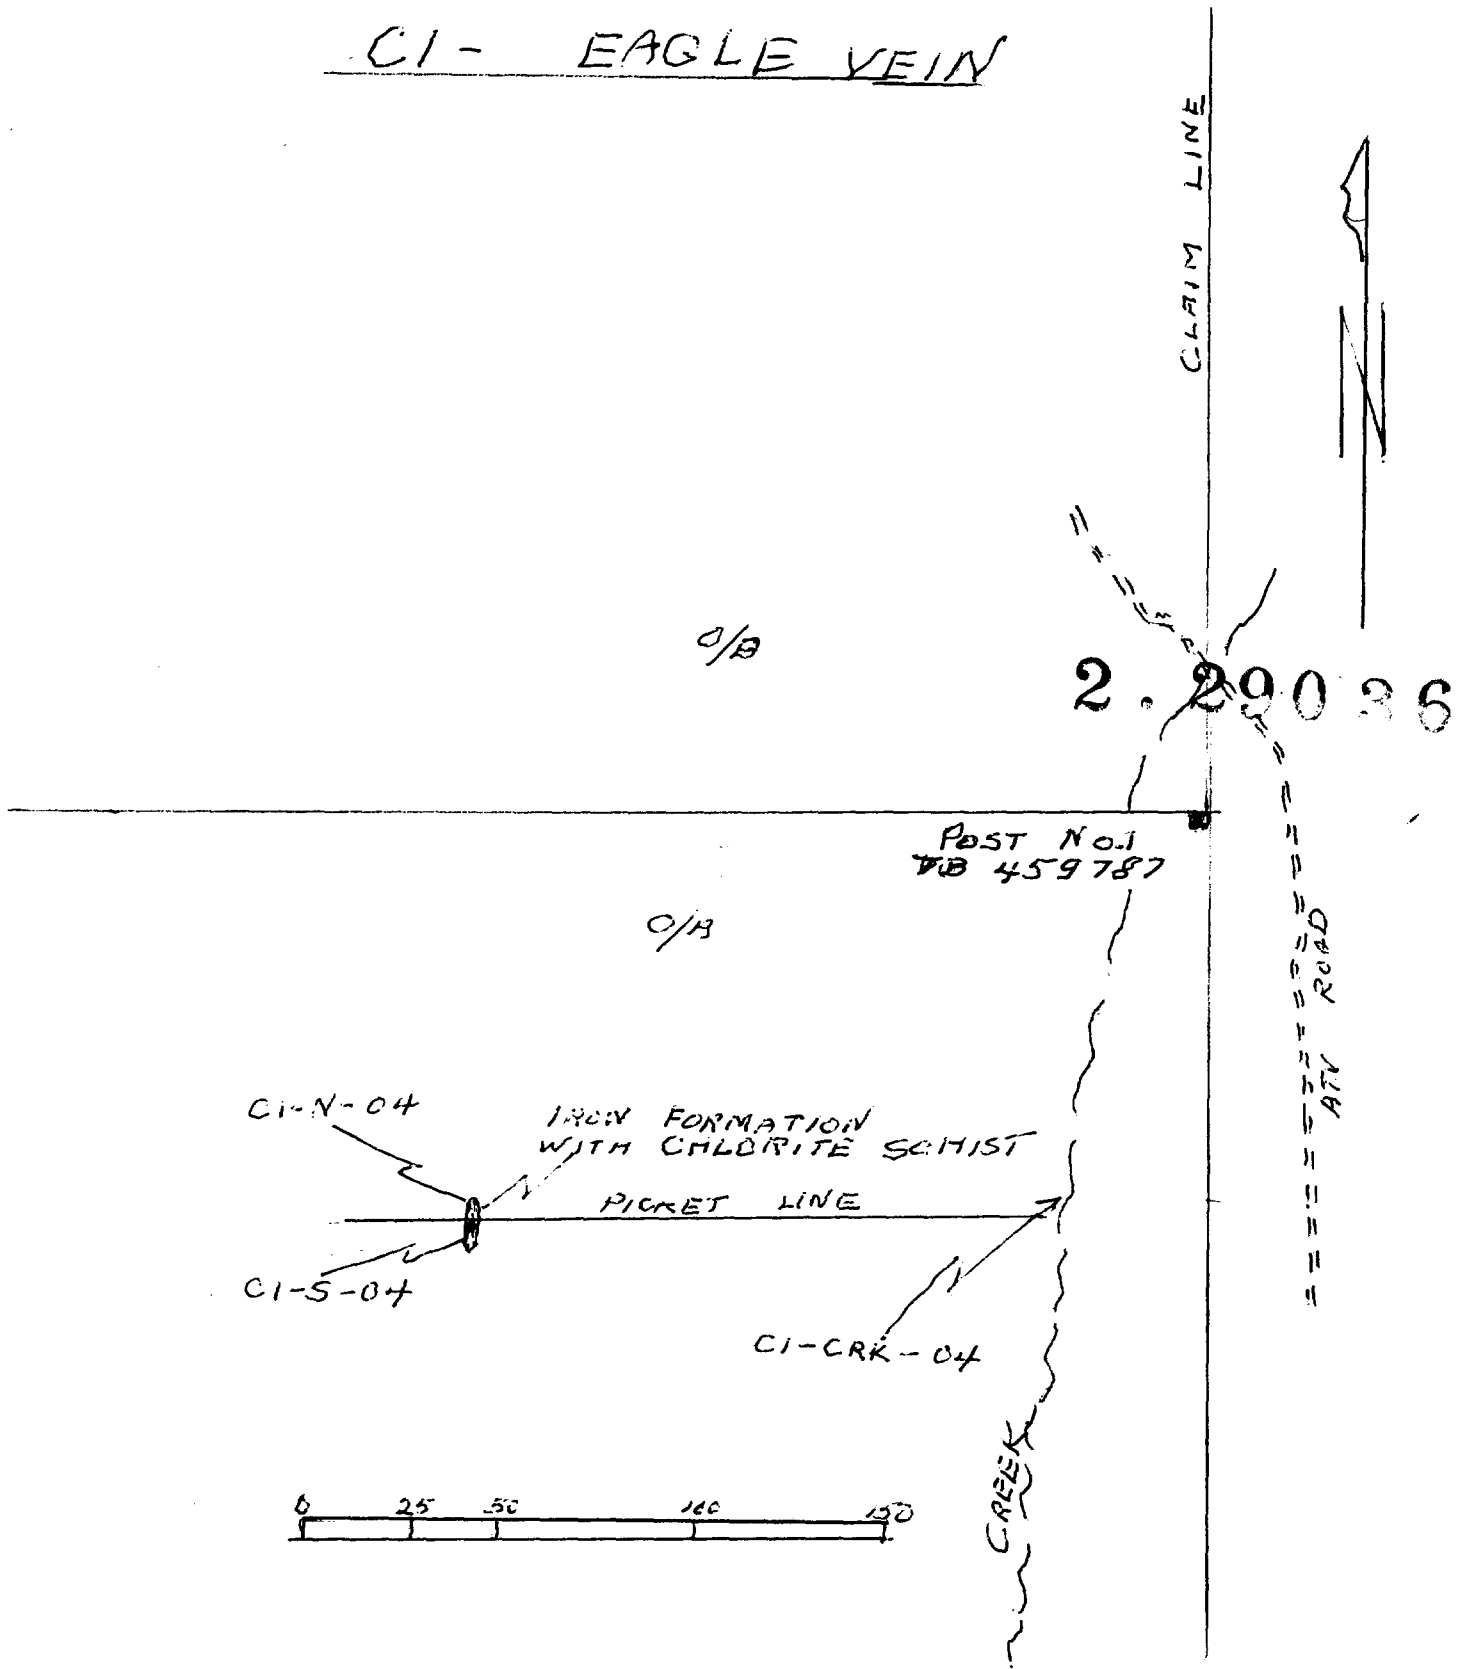 C1- EAGLE VEIN
CLAIM LINE
N
O/B
2.29036
POST No.1
TB 459787
O/B
ATV ROAD
C1-N-04
IRON FORMATION
WITH CHLORITE SCHIST
PICKET LINE
C1-S-04
C1-CRK-04
CREEK
0 25 50 100 150